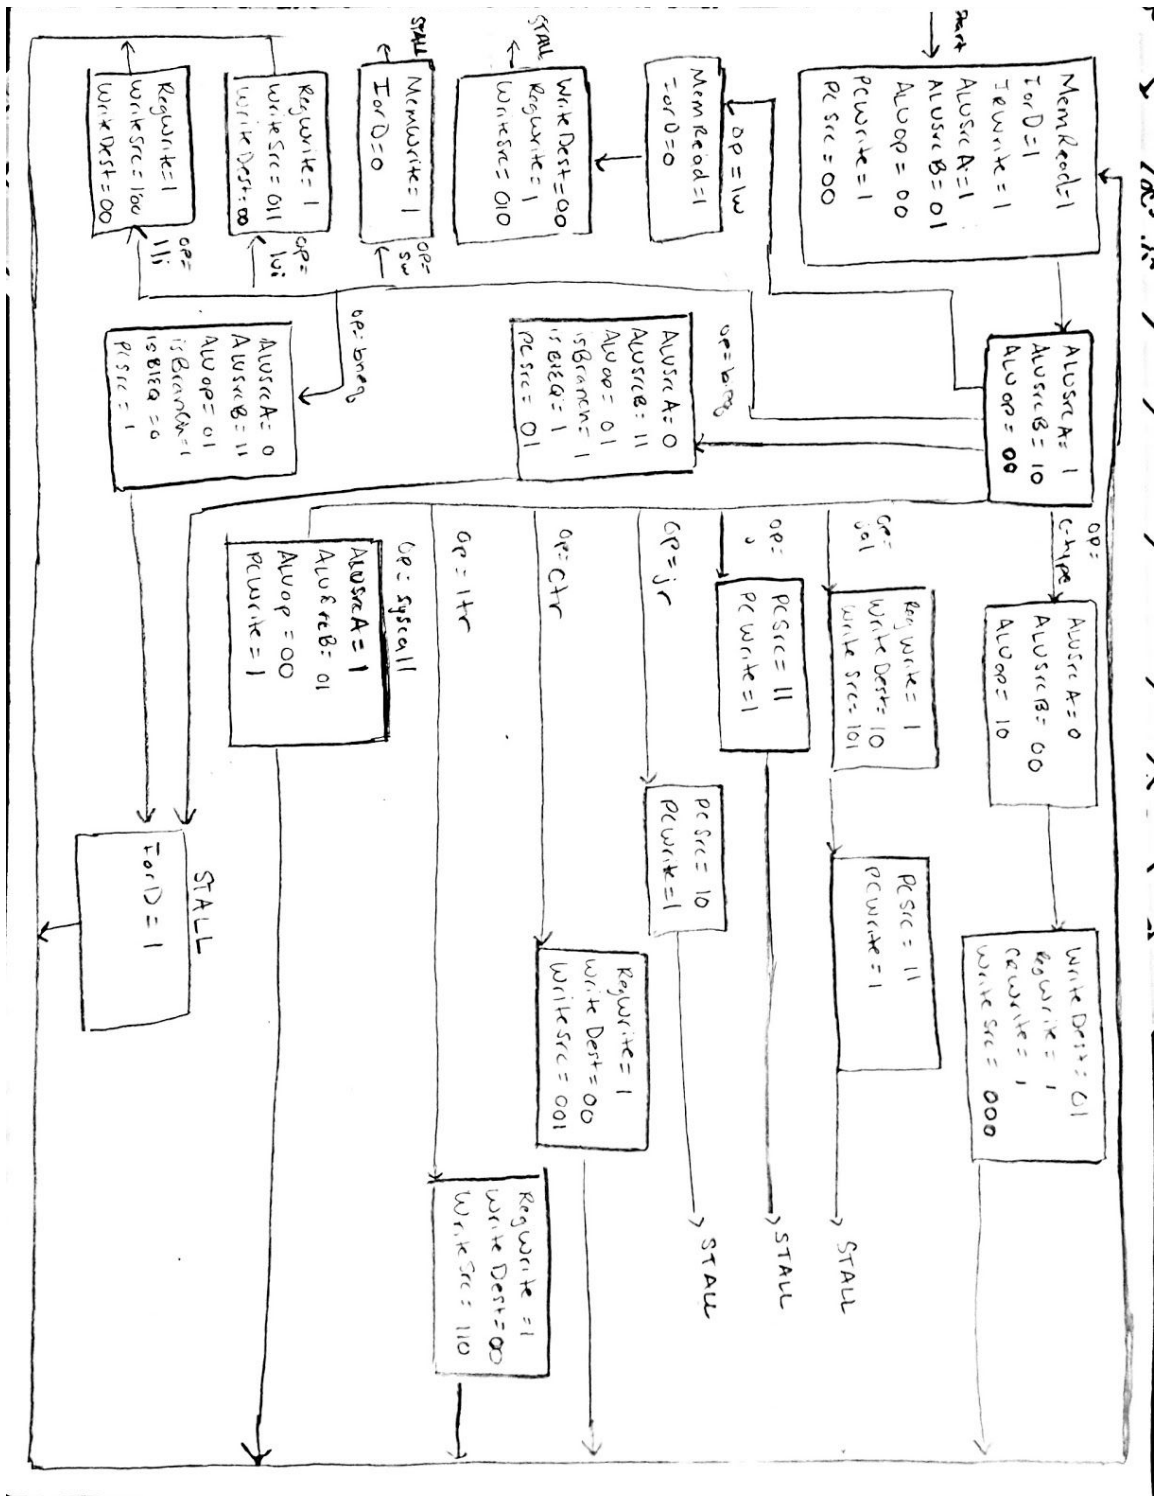 Start
MemRead=1
IorD=1
IRWrite=1
ALUSrcA=1
ALUSrcB=01
ALUop=00
PCWrite=1
PCSrc=00
ALUSrcA=1
ALUSrcB=10
ALUop=00
op=
c-type
ALUSrcA=0
ALUSrcB=00
ALUop=10
WriteDest=01
RegWrite=1
CRWrite=1
WriteSrc=000
op=
jal
RegWrite=1
WriteDest=10
WriteSrc=101
PCSrc=11
PCWrite=1
STALL
op=
j
PCSrc=11
PCWrite=1
STALL
op=jr
PCSrc=10
PCWrite=1
STALL
op=ctr
RegWrite=1
WriteDest=00
WriteSrc=001
op=ltr
RegWrite=1
WriteDest=00
WriteSrc=110
op=syscall
ALUSrcA=1
ALUSrcB=01
ALUop=00
PCWrite=1
op=lw
MemRead=1
IorD=0
WriteDest=00
RegWrite=1
WriteSrc=010
STALL
op=
sw
MemWrite=1
IorD=0
STALL
op=
lui
RegWrite=1
WriteSrc=011
WriteDest=00
op=
lli
RegWrite=1
WriteSrc=100
WriteDest=00
op=bieq
ALUSrcA=0
ALUSrcB=11
ALUop=01
isBranch=1
isBIEQ=1
PCSrc=01
op=bneq
ALUSrcA=0
ALUSrcB=11
ALUop=01
isBranch=1
isBIEQ=0
PCSrc=1
STALL
IorD=1